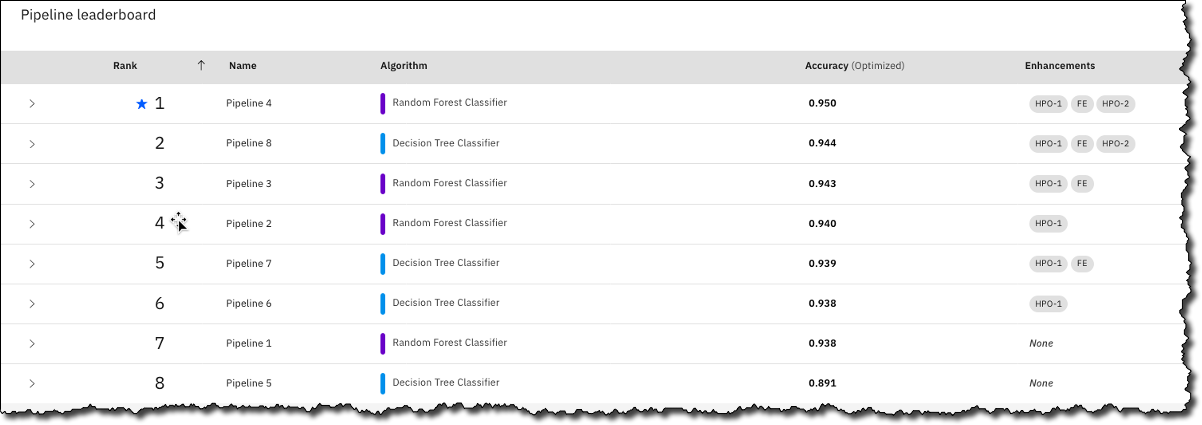 Pipeline leaderboard
Rank ↑ Name Algorithm Accuracy (Optimized) Enhancements
1 Pipeline 4 Random Forest Classifier 0.950 HPO-1 FE HPO-2
2 Pipeline 8 Decision Tree Classifier 0.944 HPO-1 FE HPO-2
3 Pipeline 3 Random Forest Classifier 0.943 HPO-1 FE
4 Pipeline 2 Random Forest Classifier 0.940 HPO-1
5 Pipeline 7 Decision Tree Classifier 0.939 HPO-1 FE
6 Pipeline 6 Decision Tree Classifier 0.938 HPO-1
7 Pipeline 1 Random Forest Classifier 0.938 None
8 Pipeline 5 Decision Tree Classifier 0.891 None